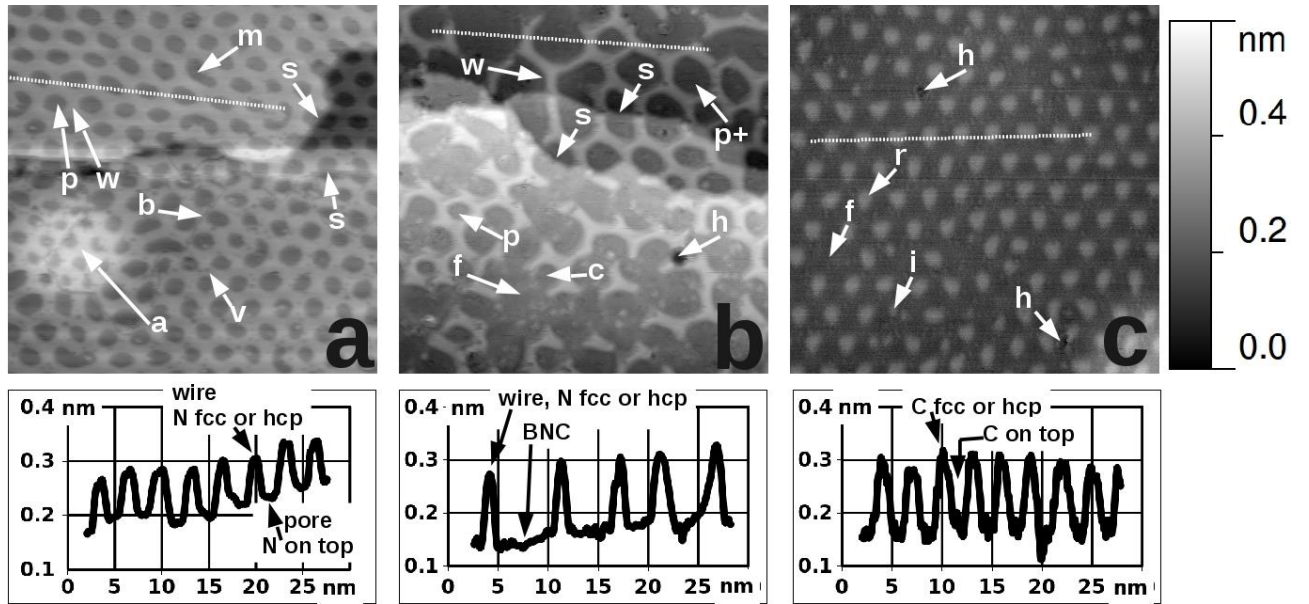 m
s
p w
b
s
a
v
a
w
s
s
p+
p
h
f
c
b
h
r
f
i
h
c
nm
0.4
0.2
0.0
wire
N fcc or hcp
0.4 nm
0.3
0.2
0.1
pore
N on top
0 5 10 15 20 nm
wire, N fcc or hcp
BNC
0.4 nm
0.3
0.2
0.1
0 5 10 15 20 25 nm
C fcc or hcp
C on top
0.4 nm
0.3
0.2
0.1
0 5 10 15 20 25 nm